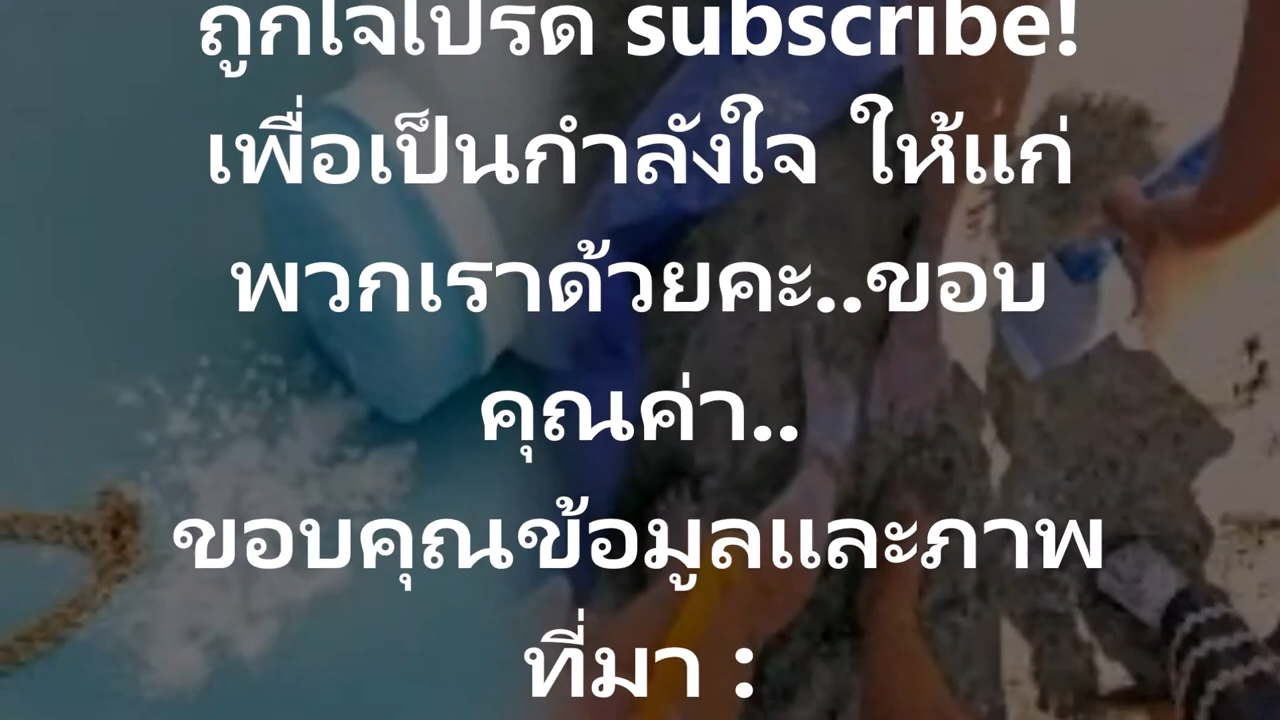 ถูกใจโปรด subscribe!
เพื่อเป็นกำลังใจ ให้แก่
พวกเราด้วยคะ..ขอบ
คุณค่า..
ขอบคุณข้อมูลและภาพ
ที่มา :